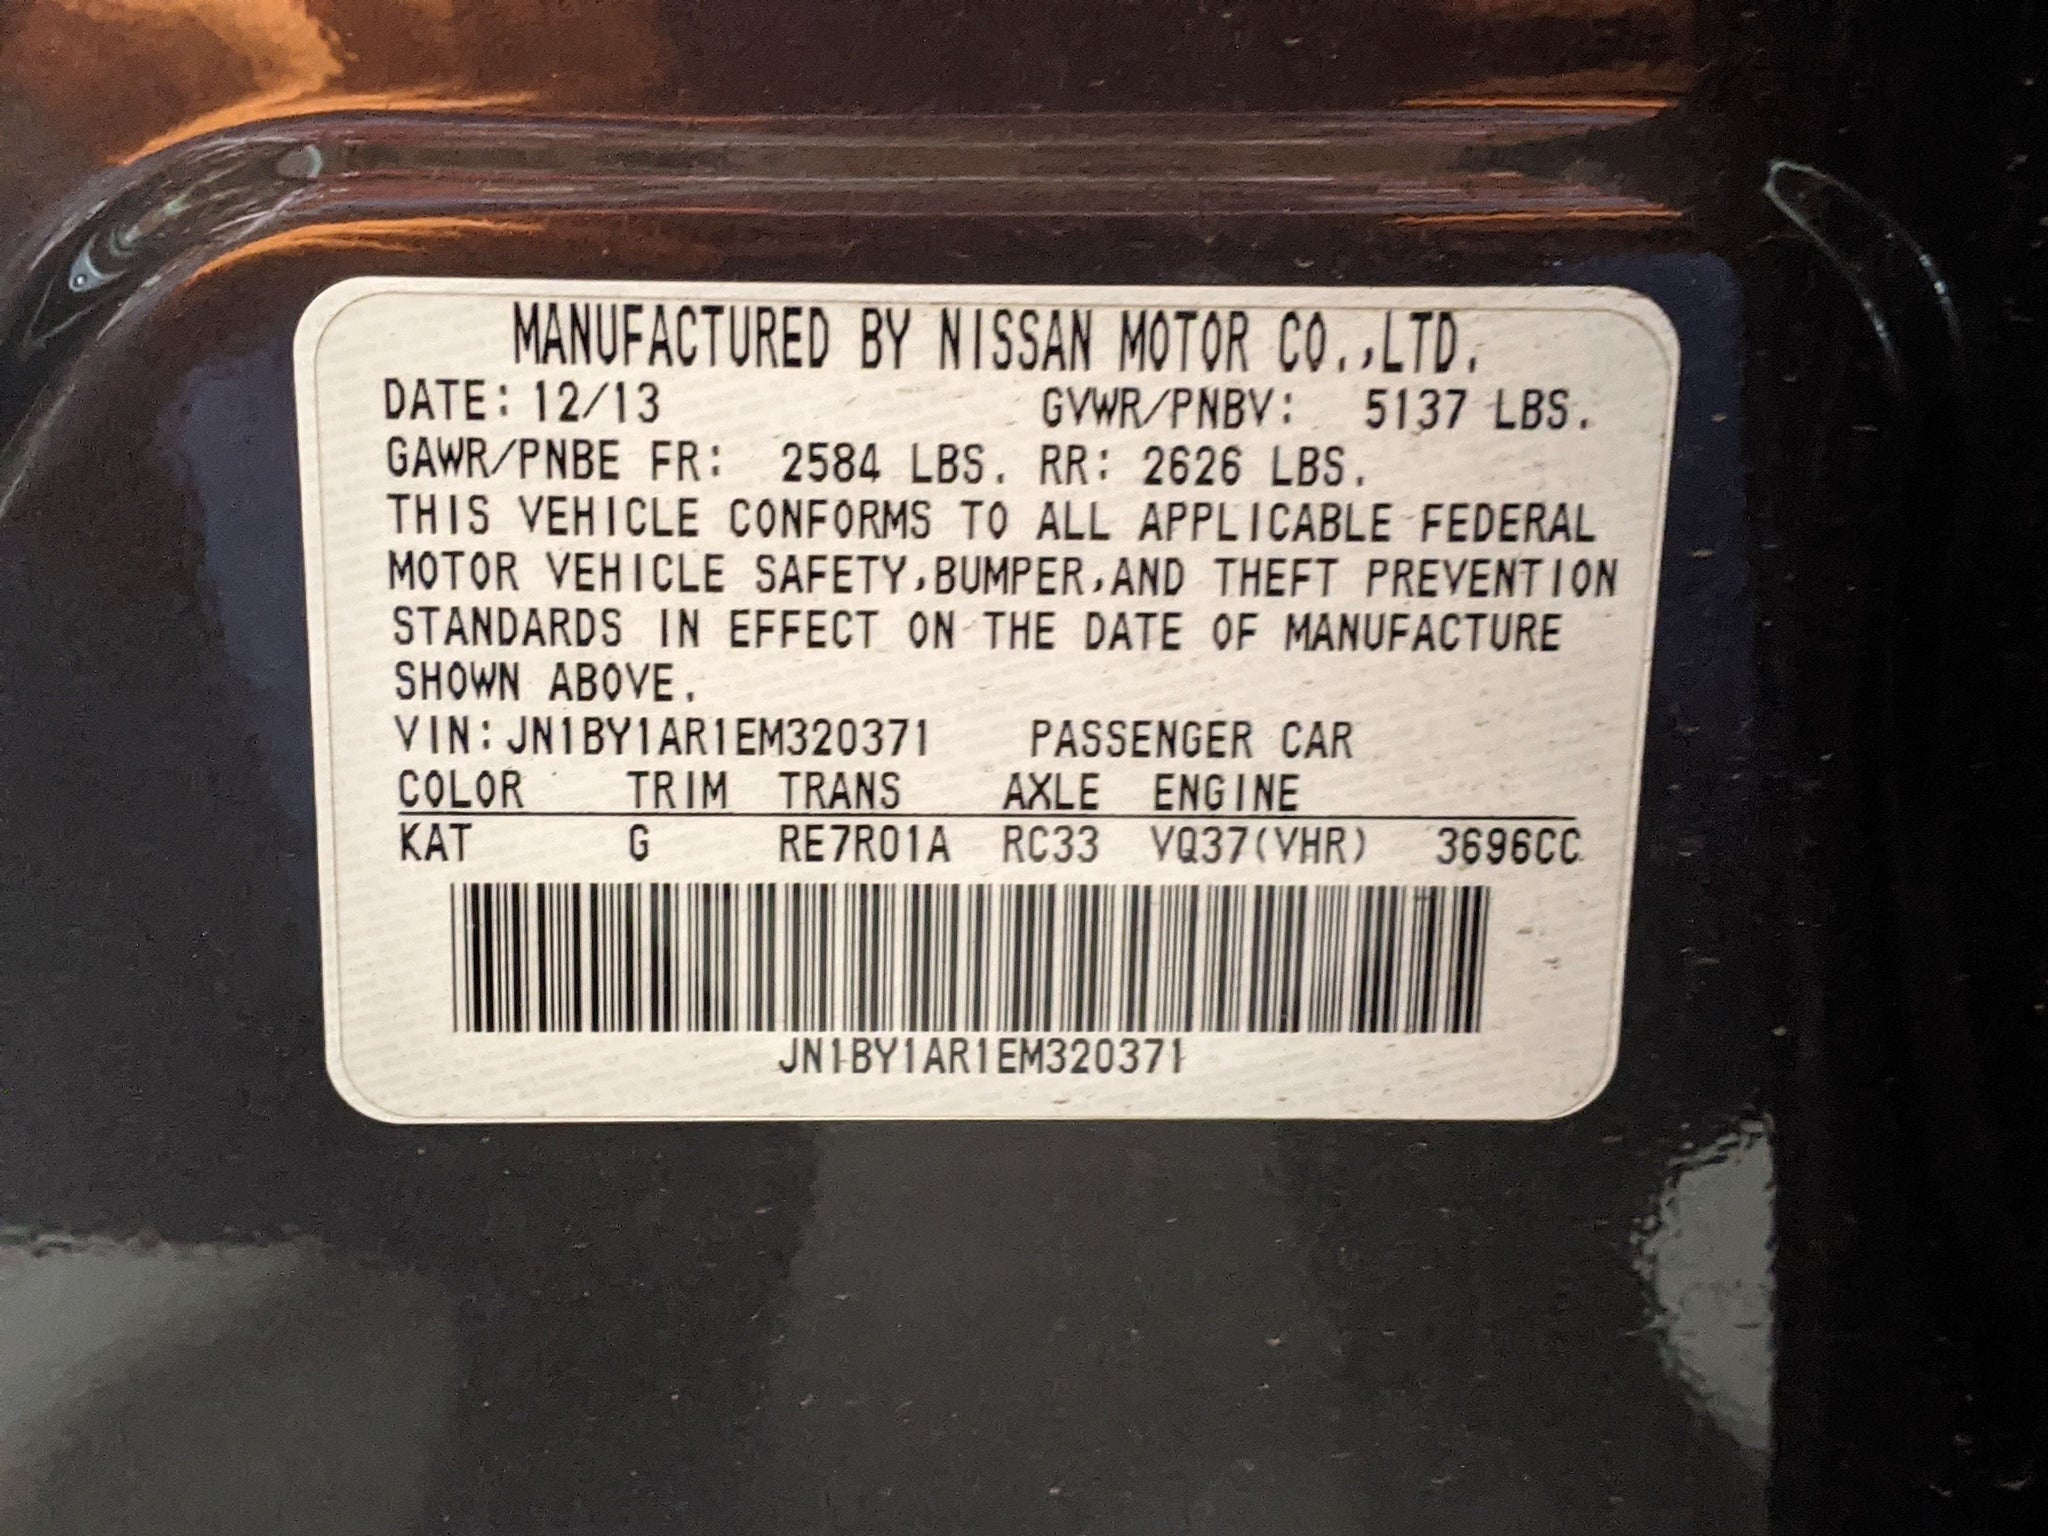 MANUFACTURED BY NISSAN MOTOR CO.,LTD.
DATE: 12/13 GVWR/PNBV: 5137 LBS.
GAWR/PNBE FR: 2584 LBS. RR: 2626 LBS.
THIS VEHICLE CONFORMS TO ALL APPLICABLE FEDERAL
MOTOR VEHICLE SAFETY,BUMPER,AND THEFT PREVENTION
STANDARDS IN EFFECT ON THE DATE OF MANUFACTURE
SHOWN ABOVE.
VIN: JN1BY1AR1EM320371 PASSENGER CAR
COLOR TRIM TRANS AXLE ENGINE
KAT G RE7R01A RC33 VQ37(VHR) 3696CC
JN1BY1AR1EM320371